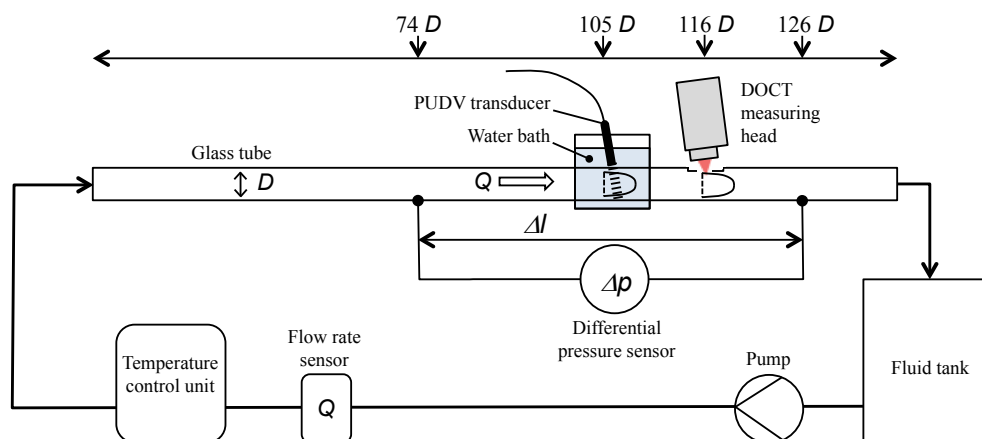 74 D
105 D
116 D
126 D
PUDV transducer
DOCT
measuring
head
Water bath
Glass tube
D
Q
Δl
Δp
Differential
pressure sensor
Temperature
control unit
Flow rate
sensor
Q
Pump
Fluid tank